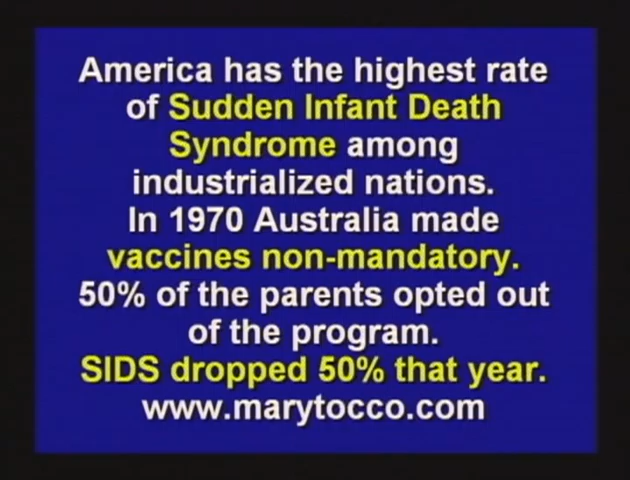 America has the highest rate
of Sudden Infant Death
Syndrome among
industrialized nations.
In 1970 Australia made
vaccines non-mandatory.
50% of the parents opted out
of the program.
SIDS dropped 50% that year.
www.marytocco.com